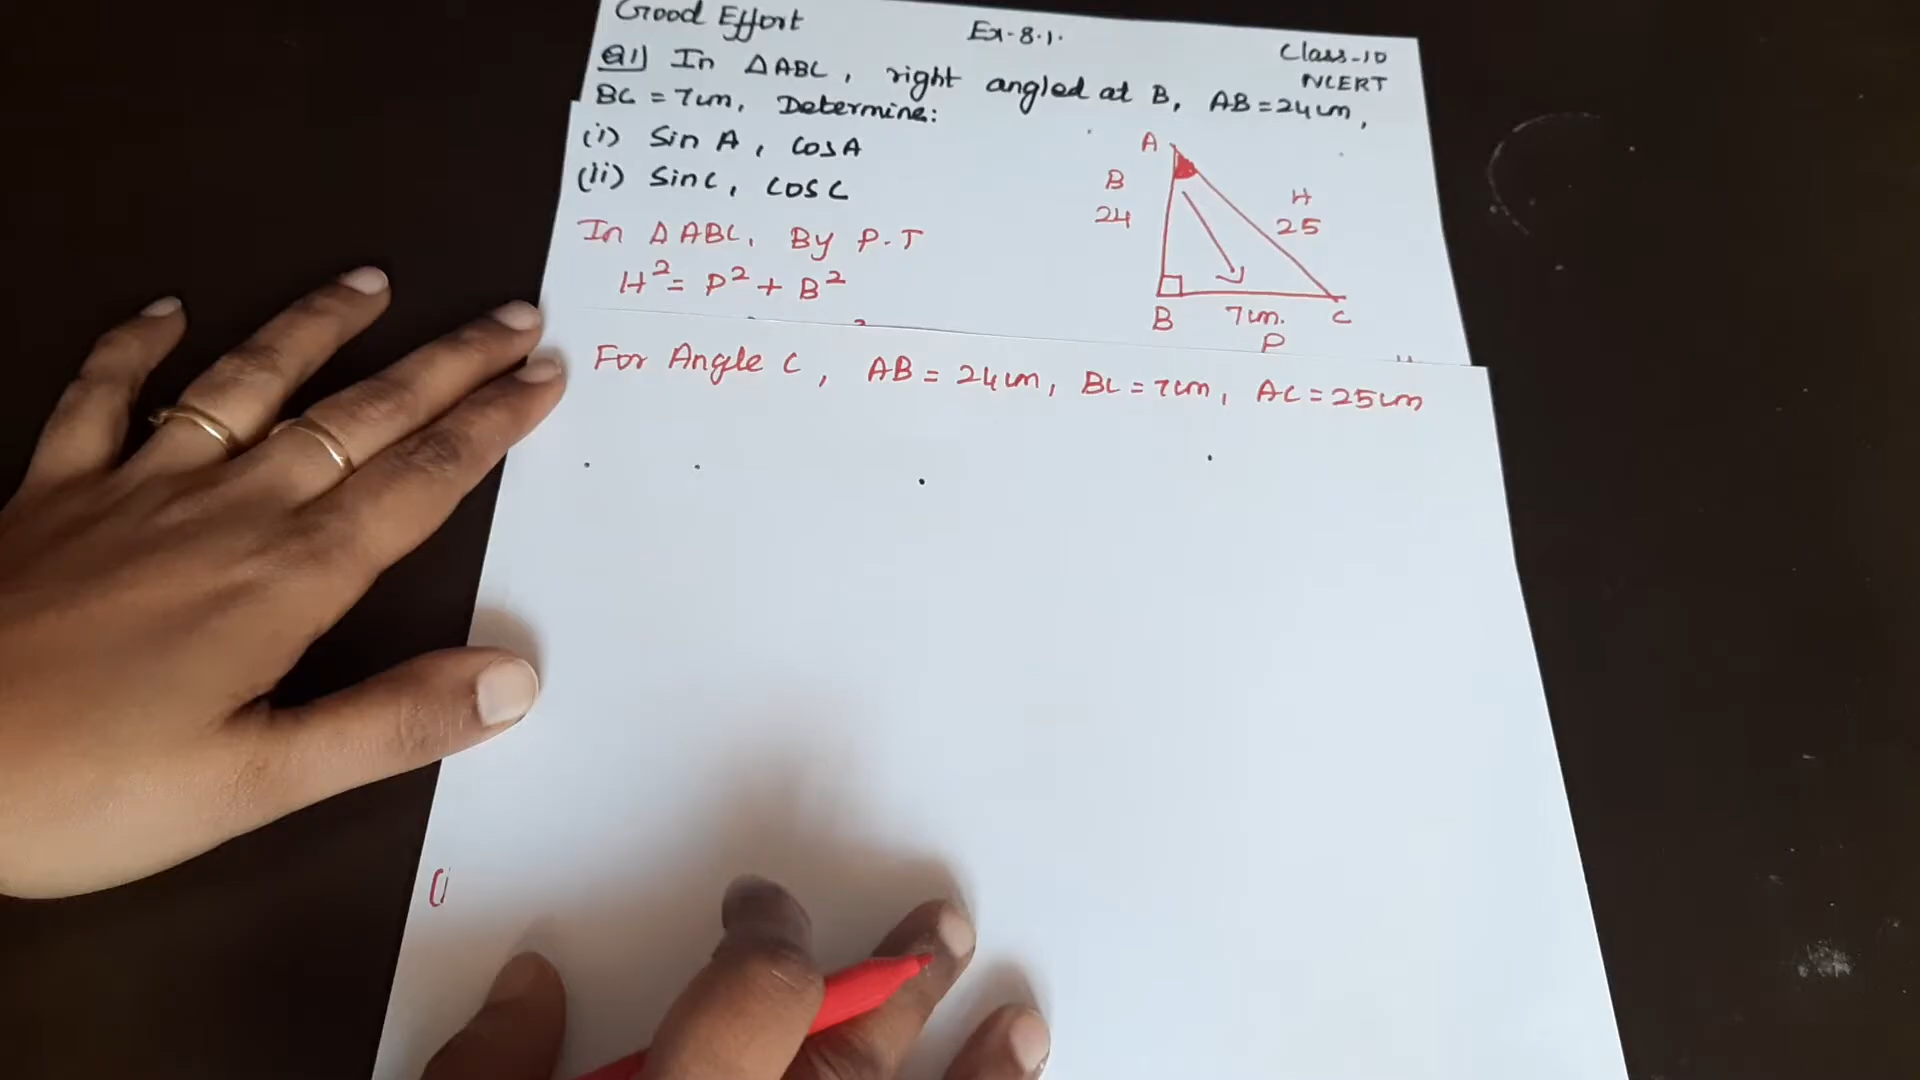 Good Effort Ex-8.1. Class-10
NCERT
Q1) In △ABC, right angled at B, AB=24cm,
BC=7cm, Determine:
(i) Sin A, Cos A
(ii) Sin C, Cos C
In △ABC, By P.T
H²= P² + B²
A
B
24
H
25
B 7cm. C
P
For Angle C, AB = 24cm, BC = 7cm, AC = 25cm
(i